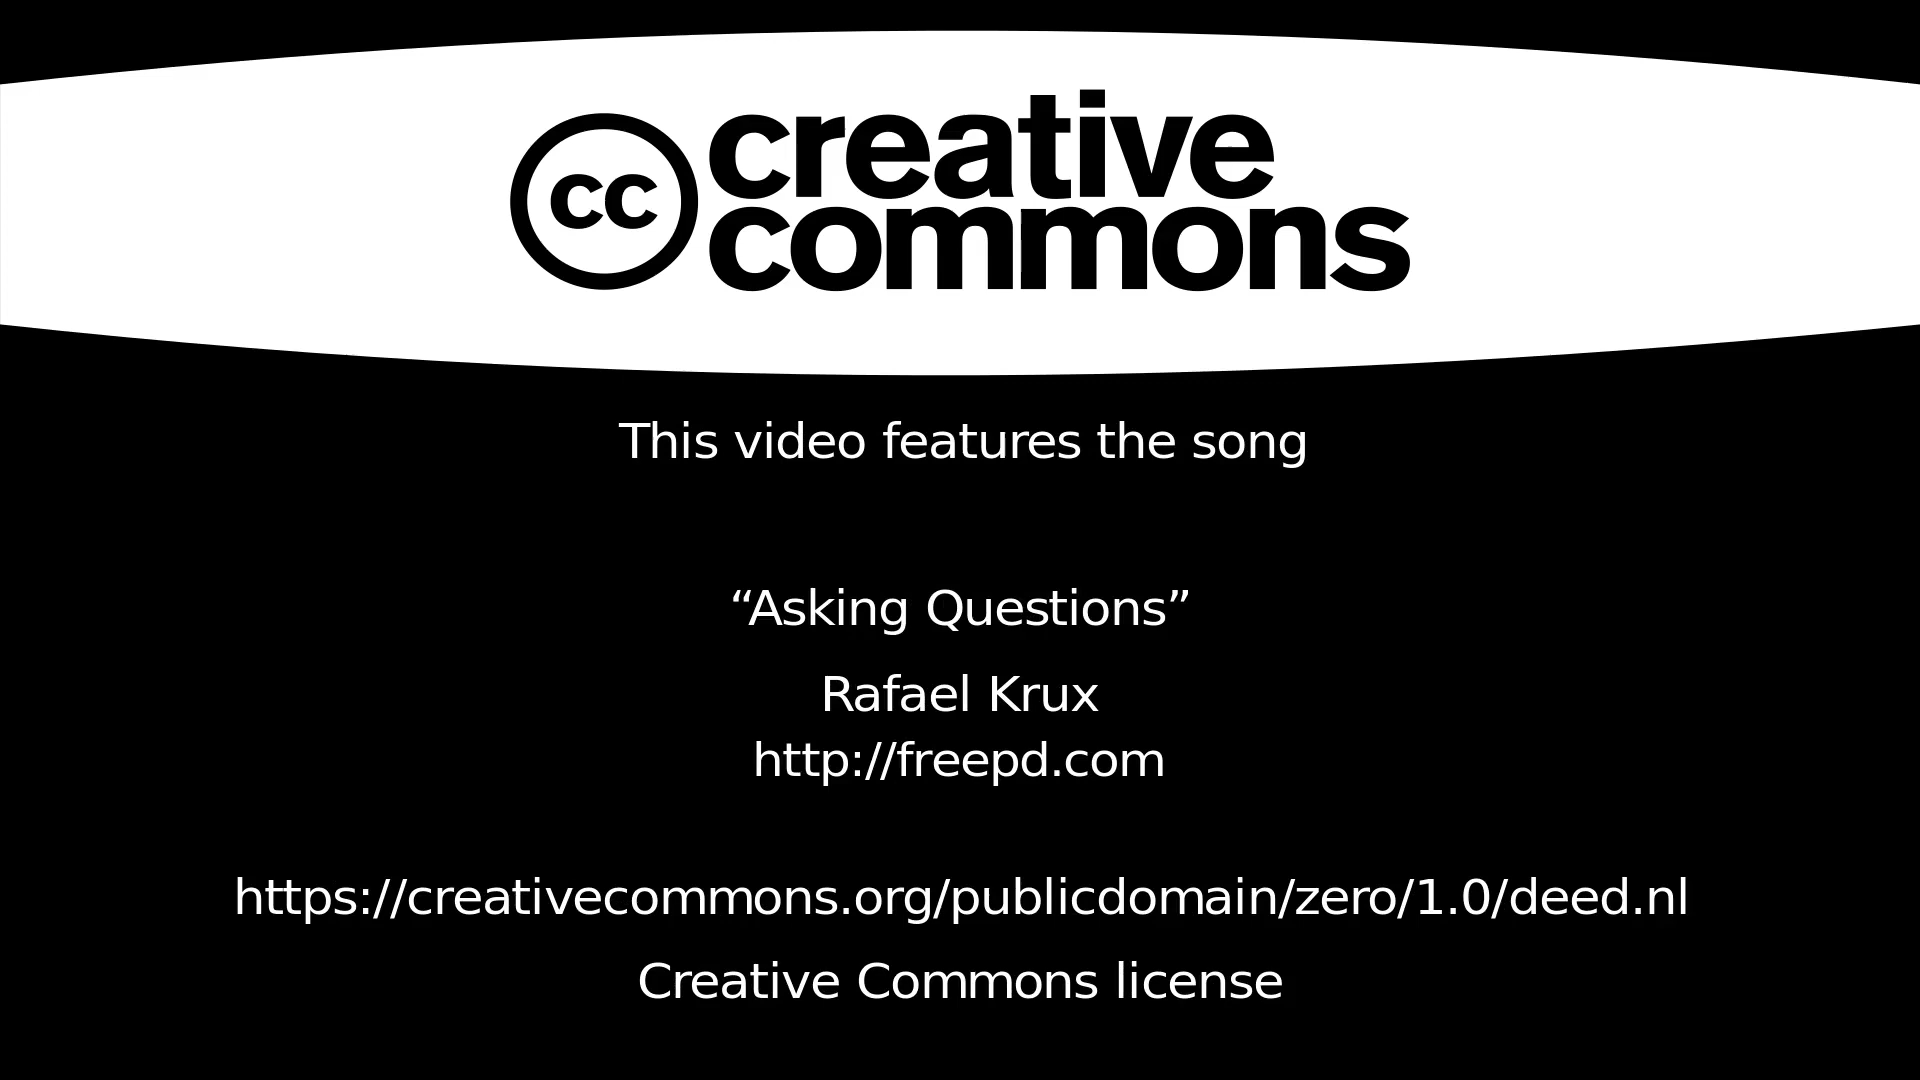 cc creative
commons
This video features the song
“Asking Questions”
Rafael Krux
http://freepd.com
https://creativecommons.org/publicdomain/zero/1.0/deed.nl
Creative Commons license